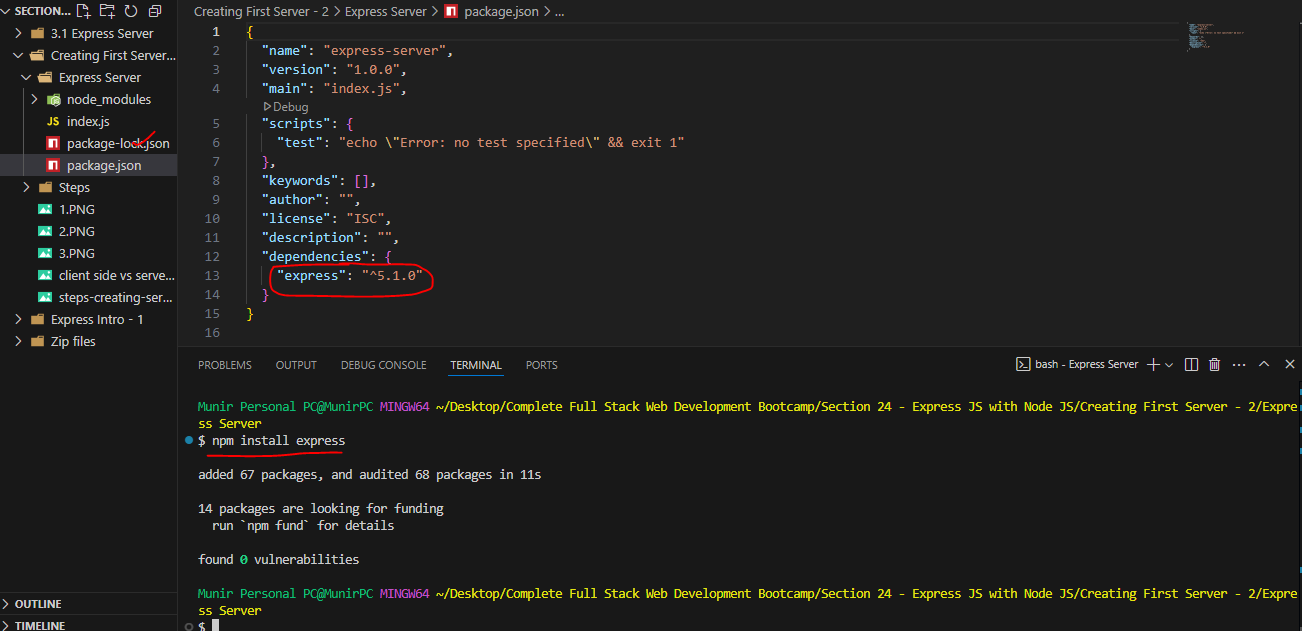 SECTION...
3.1 Express Server
Creating First Server...
Express Server
node_modules
JS index.js
package-lock.json
package.json
Steps
1.PNG
2.PNG
3.PNG
client side vs serve...
steps-creating-ser...
Express Intro - 1
Zip files
OUTLINE
TIMELINE
Creating First Server - 2 > Express Server > package.json > ...
1 {
2 "name": "express-server",
3 "version": "1.0.0",
4 "main": "index.js",
Debug
5 "scripts": {
6 "test": "echo \"Error: no test specified\" && exit 1"
7 },
8 "keywords": [],
9 "author": "",
10 "license": "ISC",
11 "description": "",
12 "dependencies": {
13 "express": "^5.1.0"
14 }
15 }
16
PROBLEMS OUTPUT DEBUG CONSOLE TERMINAL PORTS bash - Express Server
Munir Personal PC@MunirPC MINGW64 ~/Desktop/Complete Full Stack Web Development Bootcamp/Section 24 - Express JS with Node JS/Creating First Server - 2/Expre
ss Server
$ npm install express
added 67 packages, and audited 68 packages in 11s
14 packages are looking for funding
run `npm fund` for details
found 0 vulnerabilities
Munir Personal PC@MunirPC MINGW64 ~/Desktop/Complete Full Stack Web Development Bootcamp/Section 24 - Express JS with Node JS/Creating First Server - 2/Expre
ss Server
$